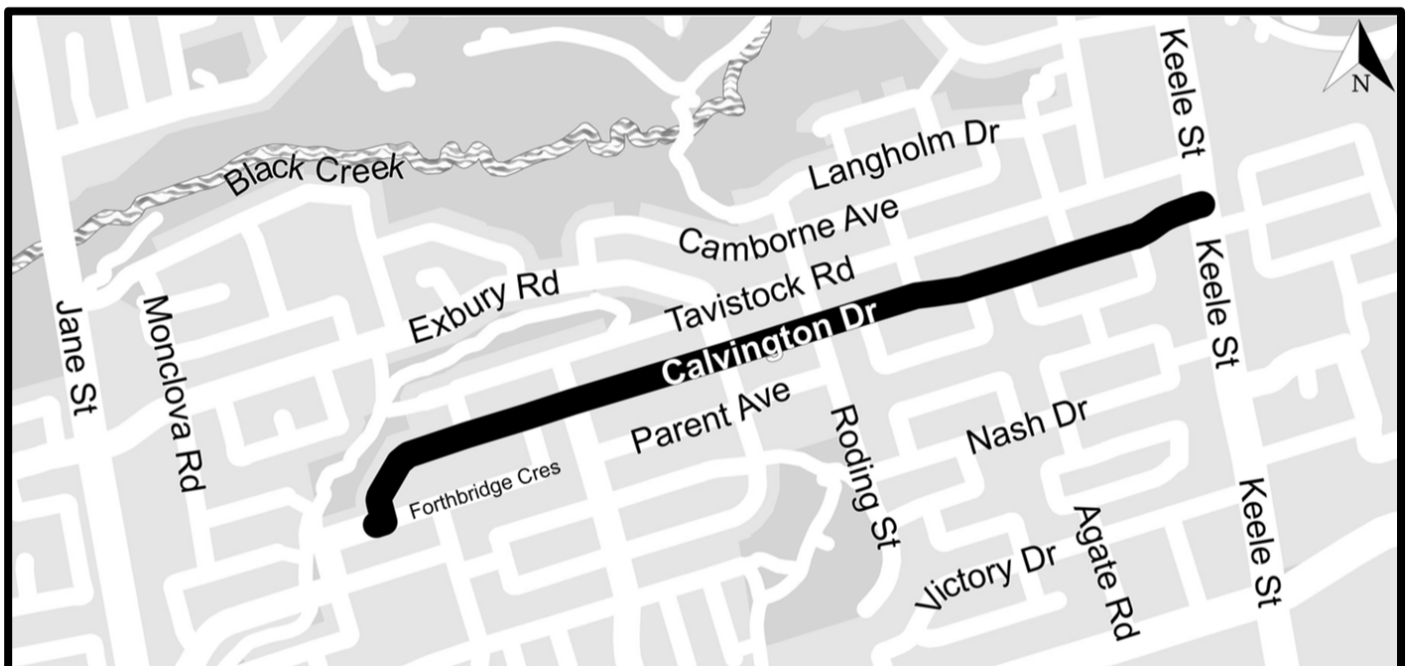 Keele St
N
Langholm Dr
Black Creek
Camborne Ave
Tavistock Rd
Keele St
Exbury Rd
Monclova Rd
Jane St
Calvington Dr
Parent Ave
Roding St
Nash Dr
Forthbridge Cres
Keele St
Agate Rd
Victory Dr